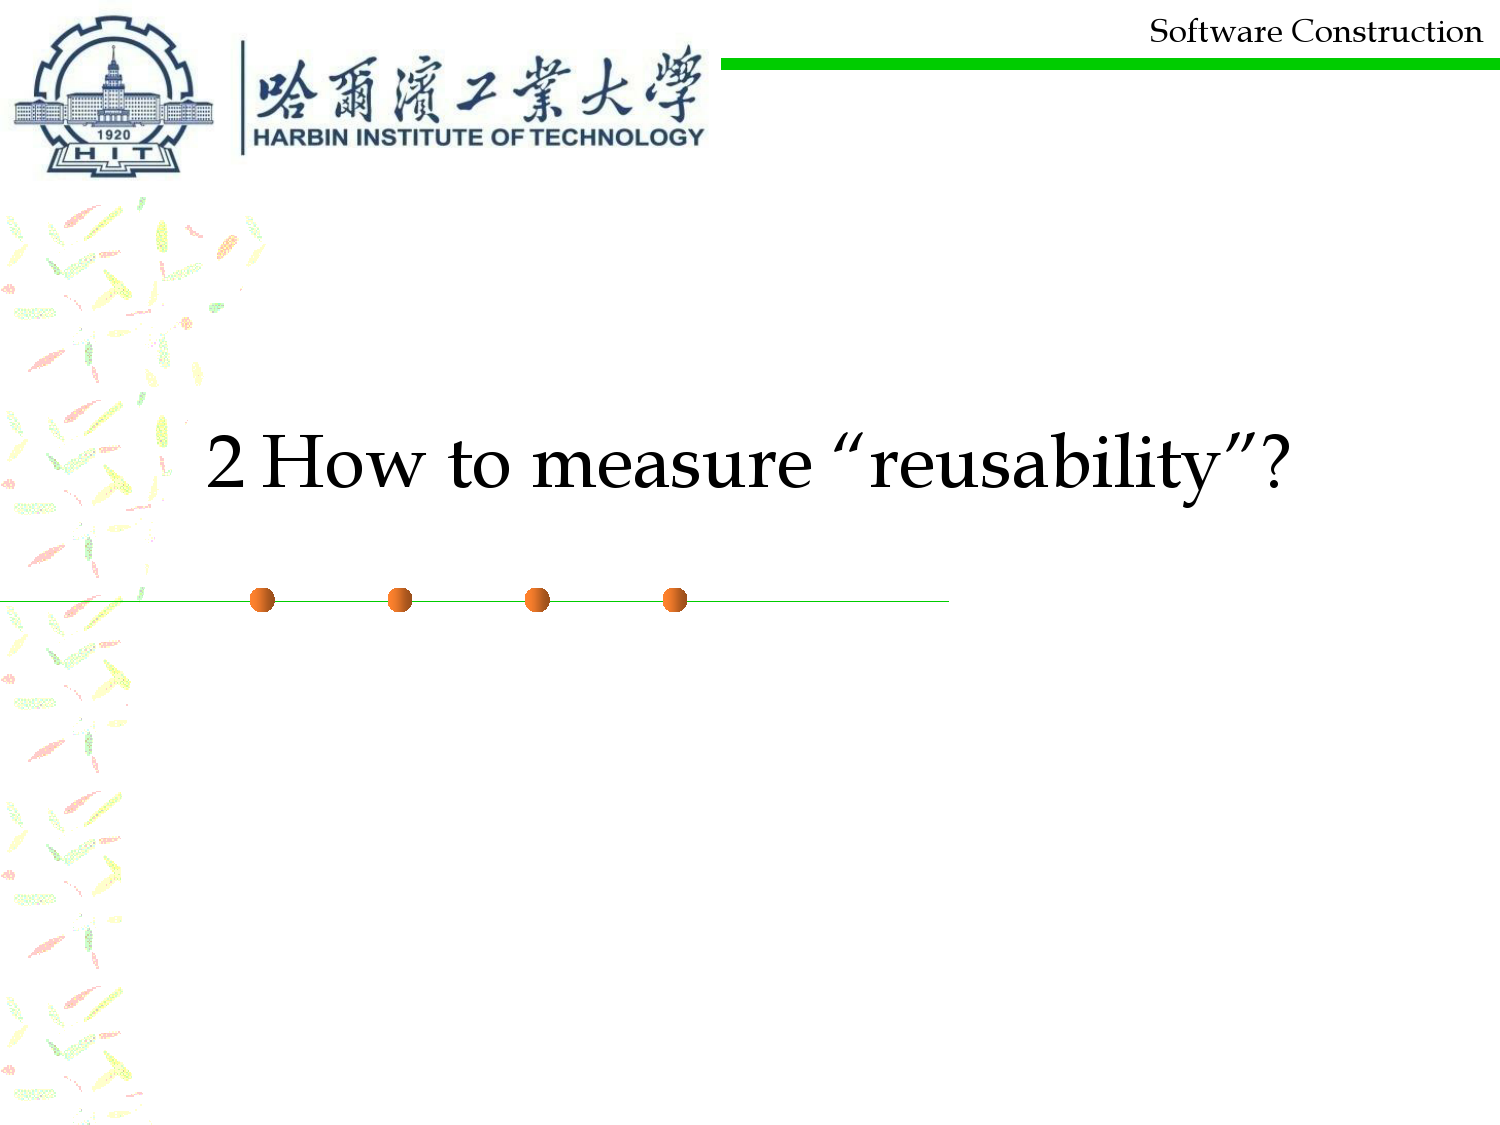 Software Construction
哈爾濱工業大學
HARBIN INSTITUTE OF TECHNOLOGY
1920
HIT
2 How to measure “reusability”?